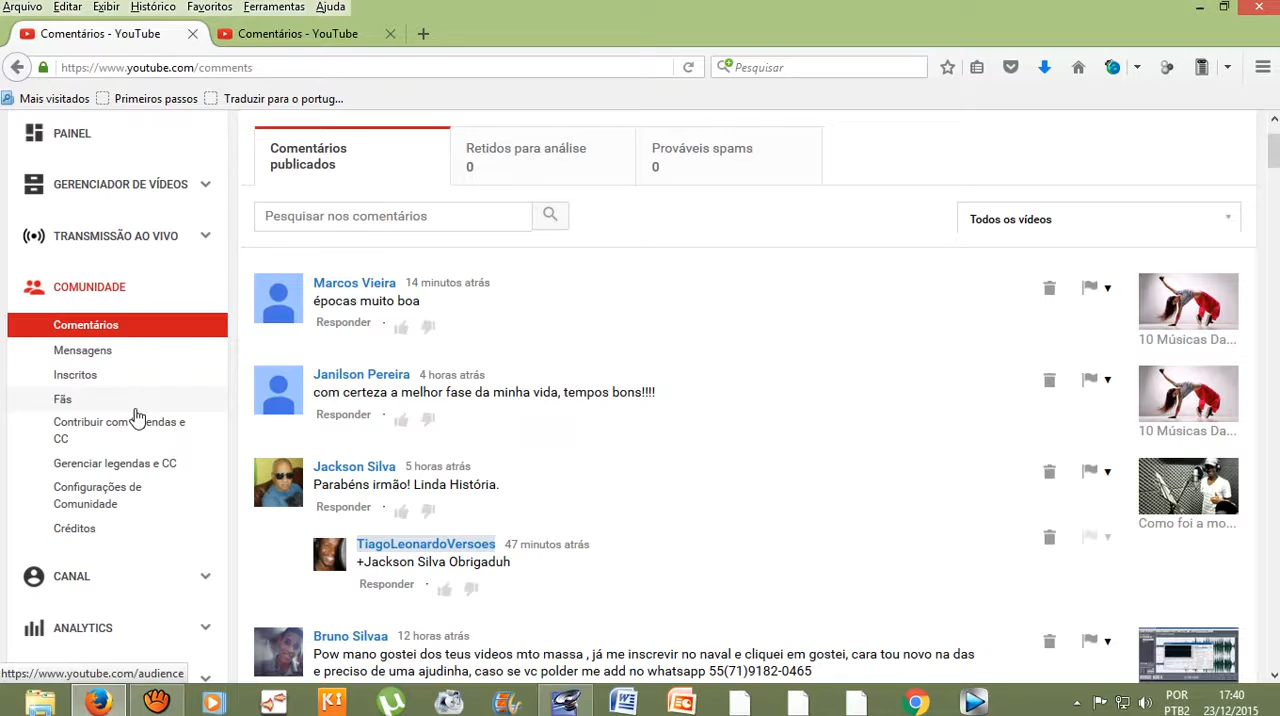 Arquivo Editar Exibir Histórico Favoritos Ferramentas Ajuda
Comentários - YouTube
Comentários - YouTube
https://www.youtube.com/comments
Pesquisar
Mais visitados
Primeiros passos
Traduzir para o portug...
PAINEL
GERENCIADOR DE VÍDEOS
TRANSMISSÃO AO VIVO
COMUNIDADE
Comentários
Mensagens
Inscritos
Fãs
Contribuir com legendas e
CC
Gerenciar legendas e CC
Configurações de
Comunidade
Créditos
CANAL
ANALYTICS
https://www.youtube.com/audience
Comentários
publicados
Retidos para análise
0
Prováveis spams
0
Pesquisar nos comentários
Todos os vídeos
Marcos Vieira 14 minutos atrás
épocas muito boa
Responder
10 Músicas Da...
Janilson Pereira 4 horas atrás
com certeza a melhor fase da minha vida, tempos bons!!!!
Responder
10 Músicas Da...
Jackson Silva 5 horas atrás
Parabéns irmão! Linda História.
Responder
Como foi a mo...
TiagoLeonardoVersoes 47 minutos atrás
+Jackson Silva Obrigaduh
Responder
Bruno Silvaa 12 horas atrás
Pow mano gostei dos teus videos mto massa , já me inscrevir no naval e cliquei em gostei, cara tou novo na das
e preciso de uma ajudinha, caso se vc polder me add no whatsapp 55(71)9182-0465
POR
PTB2
17:40
23/12/2015